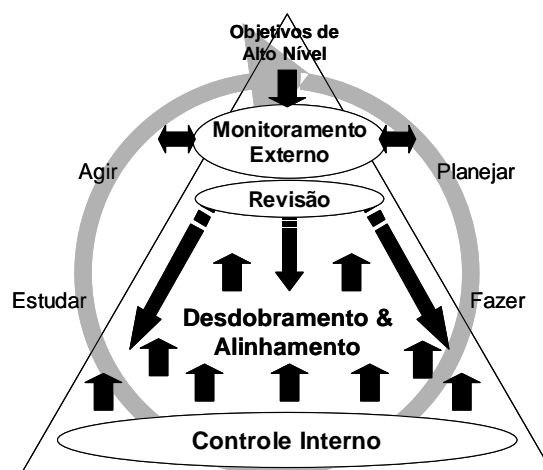 Objetivos de
Alto Nível
Monitoramento
Externo
Agir
Planejar
Revisão
Estudar
Fazer
Desdobramento &
Alinhamento
Controle Interno